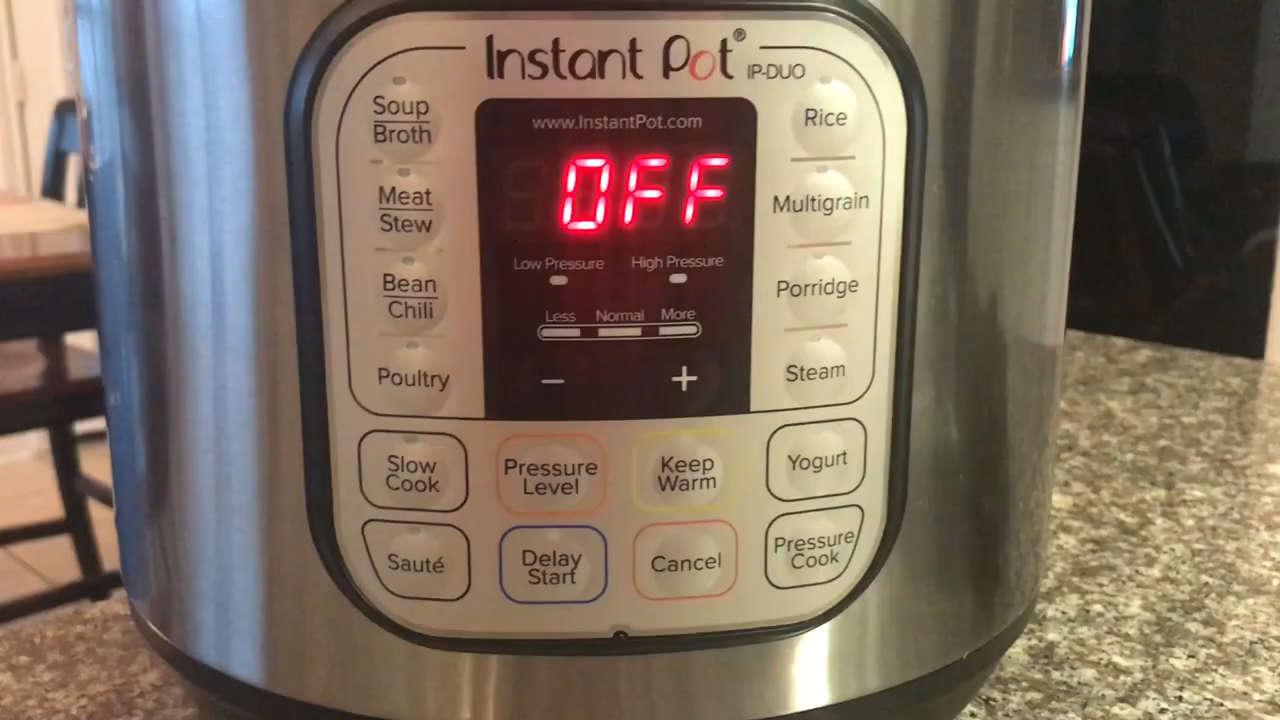 Instant Pot® IP-DUO
www.InstantPot.com
OFF
Low Pressure High Pressure
Less Normal More
− +
Soup
Broth
Meat
Stew
Bean
Chili
Poultry
Rice
Multigrain
Porridge
Steam
Slow
Cook
Pressure
Level
Keep
Warm
Yogurt
Sauté
Delay
Start
Cancel
Pressure
Cook